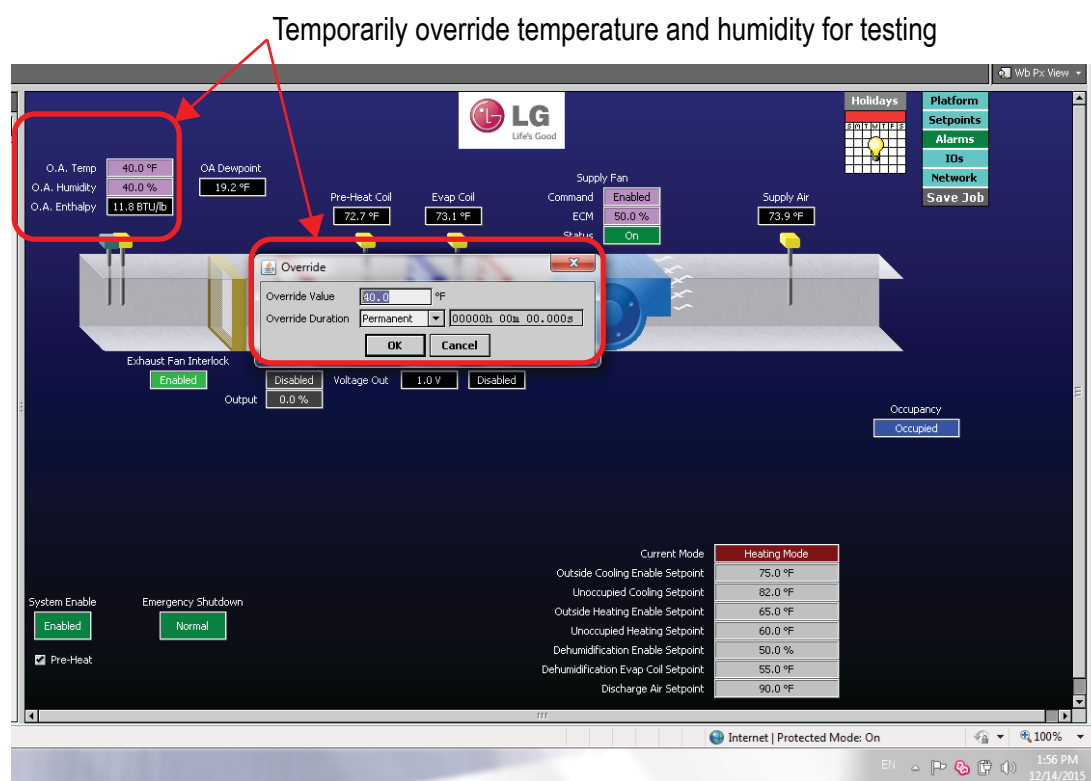 Temporarily override temperature and humidity for testing
Wb Px View
LG
Life's Good
Holidays
S M T W T F S
Platform
Setpoints
Alarms
IOs
Network
Save Job
O.A. Temp 40.0 °F
O.A. Humidity 40.0 %
O.A. Enthalpy 11.8 BTU/lb
OA Dewpoint
19.2 °F
Pre-Heat Coil
72.7 °F
Evap Coil
73.1 °F
Supply Fan
Command Enabled
ECM 50.0 %
Status On
Supply Air
73.9 °F
Override
Override Value 40.0 °F
Override Duration Permanent 00000h 00m 00.000s
OK Cancel
Exhaust Fan Interlock
Enabled
Disabled Voltage Out 1.0 V Disabled
Output 0.0 %
Occupancy
Occupied
Current Mode Heating Mode
Outside Cooling Enable Setpoint 75.0 °F
Unoccupied Cooling Setpoint 82.0 °F
Outside Heating Enable Setpoint 65.0 °F
Unoccupied Heating Setpoint 60.0 °F
Dehumidification Enable Setpoint 50.0 %
Dehumidification Evap Coil Setpoint 55.0 °F
Discharge Air Setpoint 90.0 °F
System Enable
Enabled
Emergency Shutdown
Normal
Pre-Heat
Internet | Protected Mode: On
100%
EN
1:56 PM
12/14/2015